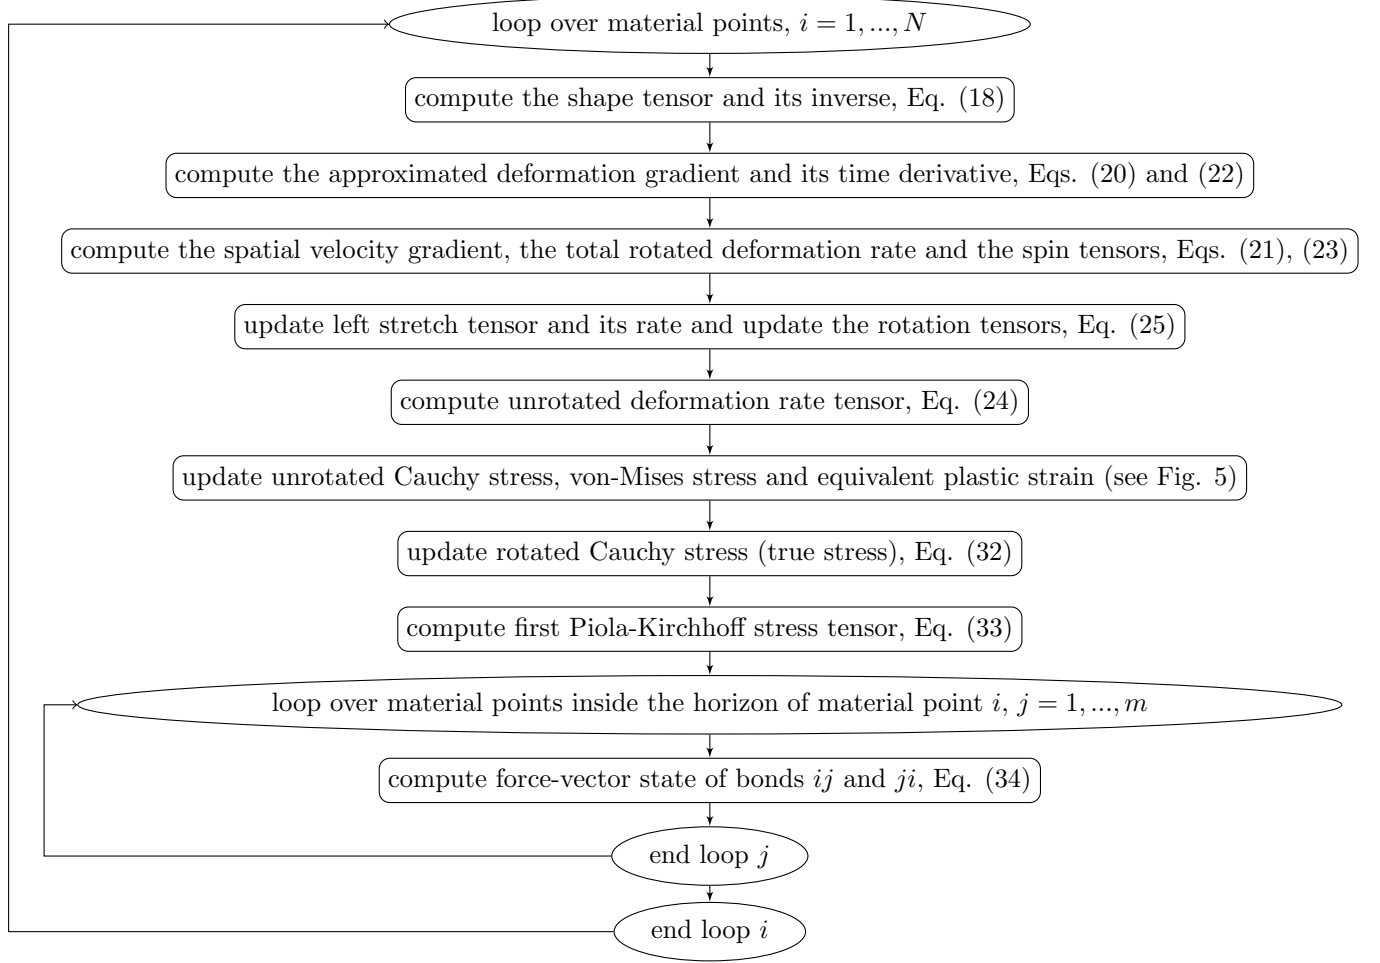 loop over material points, i = 1, ..., N
compute the shape tensor and its inverse, Eq. (18)
compute the approximated deformation gradient and its time derivative, Eqs. (20) and (22)
compute the spatial velocity gradient, the total rotated deformation rate and the spin tensors, Eqs. (21), (23)
update left stretch tensor and its rate and update the rotation tensors, Eq. (25)
compute unrotated deformation rate tensor, Eq. (24)
update unrotated Cauchy stress, von-Mises stress and equivalent plastic strain (see Fig. 5)
update rotated Cauchy stress (true stress), Eq. (32)
compute first Piola-Kirchhoff stress tensor, Eq. (33)
loop over material points inside the horizon of material point i, j = 1, ..., m
compute force-vector state of bonds ij and ji, Eq. (34)
end loop j
end loop i